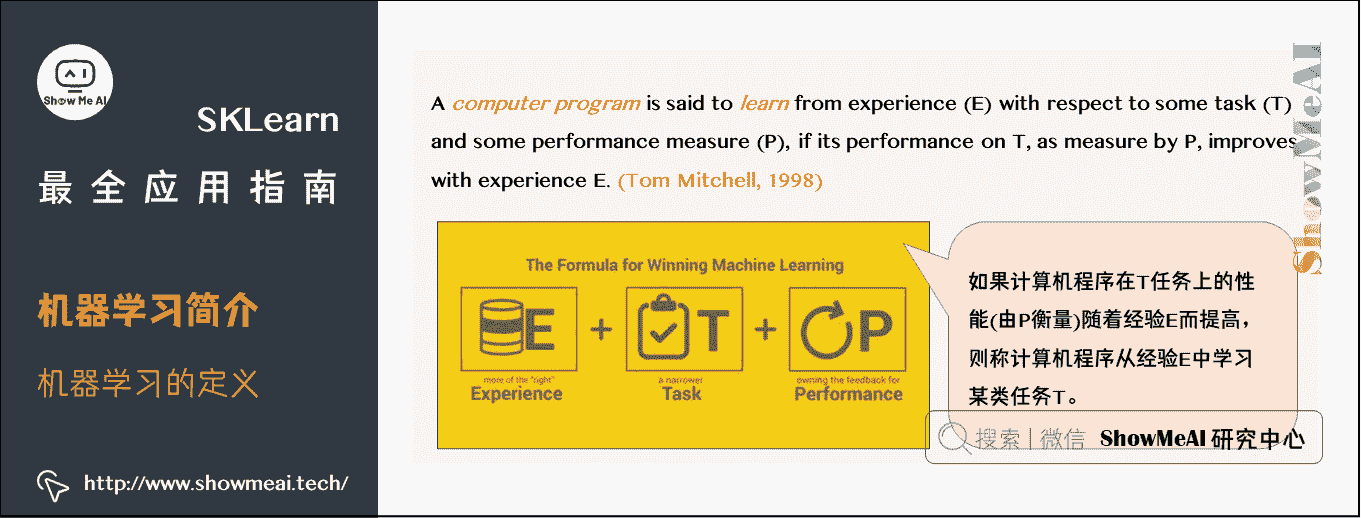 Show Me AI
SKLearn
最全应用指南
机器学习简介
机器学习的定义
http://www.showmeai.tech/
A computer program is said to learn from experience (E) with respect to some task (T)
and some performance measure (P), if its performance on T, as measure by P, improves
with experience E. (Tom Mitchell, 1998)
ShowMeAI
The Formula for Winning Machine Learning
E + T + P
more of the "right" a narrower owning the feedback for
Experience Task Performance
如果计算机程序在T任务上的性
能(由P衡量)随着经验E而提高，
则称计算机程序从经验E中学习
某类任务T。
搜索 | 微信 ShowMeAI 研究中心